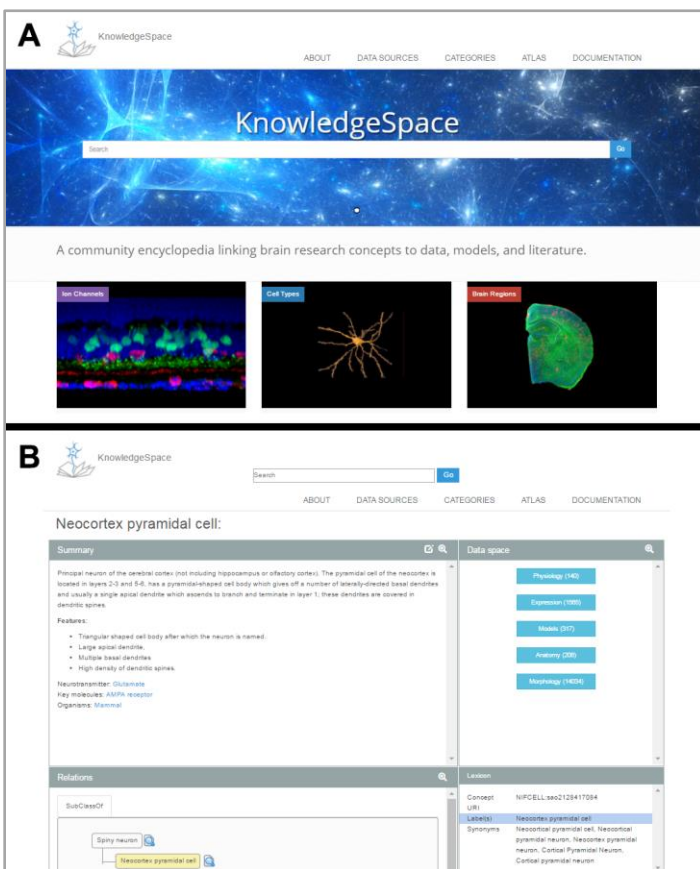 A
KnowledgeSpace
ABOUT DATA SOURCES CATEGORIES ATLAS DOCUMENTATION
KnowledgeSpace
Search Go
A community encyclopedia linking brain research concepts to data, models, and literature.
Ion Channels Cell Types Brain Regions
B
KnowledgeSpace
Search Go
ABOUT DATA SOURCES CATEGORIES ATLAS DOCUMENTATION
Neocortex pyramidal cell:
Summary
Principal neuron of the cerebral cortex (not including hippocampus or olfactory cortex). The pyramidal cell of the neocortex is
located in layers 2-3 and 5-6, has a pyramidal-shaped cell body which gives off a number of laterally-directed basal dendrites
and usually a single apical dendrite which ascends to branch and terminate in layer 1; these dendrites are covered in
dendritic spines.
Features:
Triangular shaped cell body after which the neuron is named.
Large apical dendrite.
Multiple basal dendrites
High density of dendritic spines.
Neurotransmitter: Glutamate
Key molecules: AMPA receptor
Organisms: Mammal
Data space
Physiology (140)
Expression (1565)
Models (317)
Anatomy (208)
Morphology (14034)
Relations
SubClassOf
Spiny neuron
Neocortex pyramidal cell
Lexicon
Concept NIFCELL:sao2128417084
URI
Label(s) Neocortex pyramidal cell
Synonyms Neocortical pyramidal cell, Neocortical
pyramidal neuron, Neocortex pyramidal
neuron, Cortical Pyramidal Neuron,
Cortical pyramidal neuron